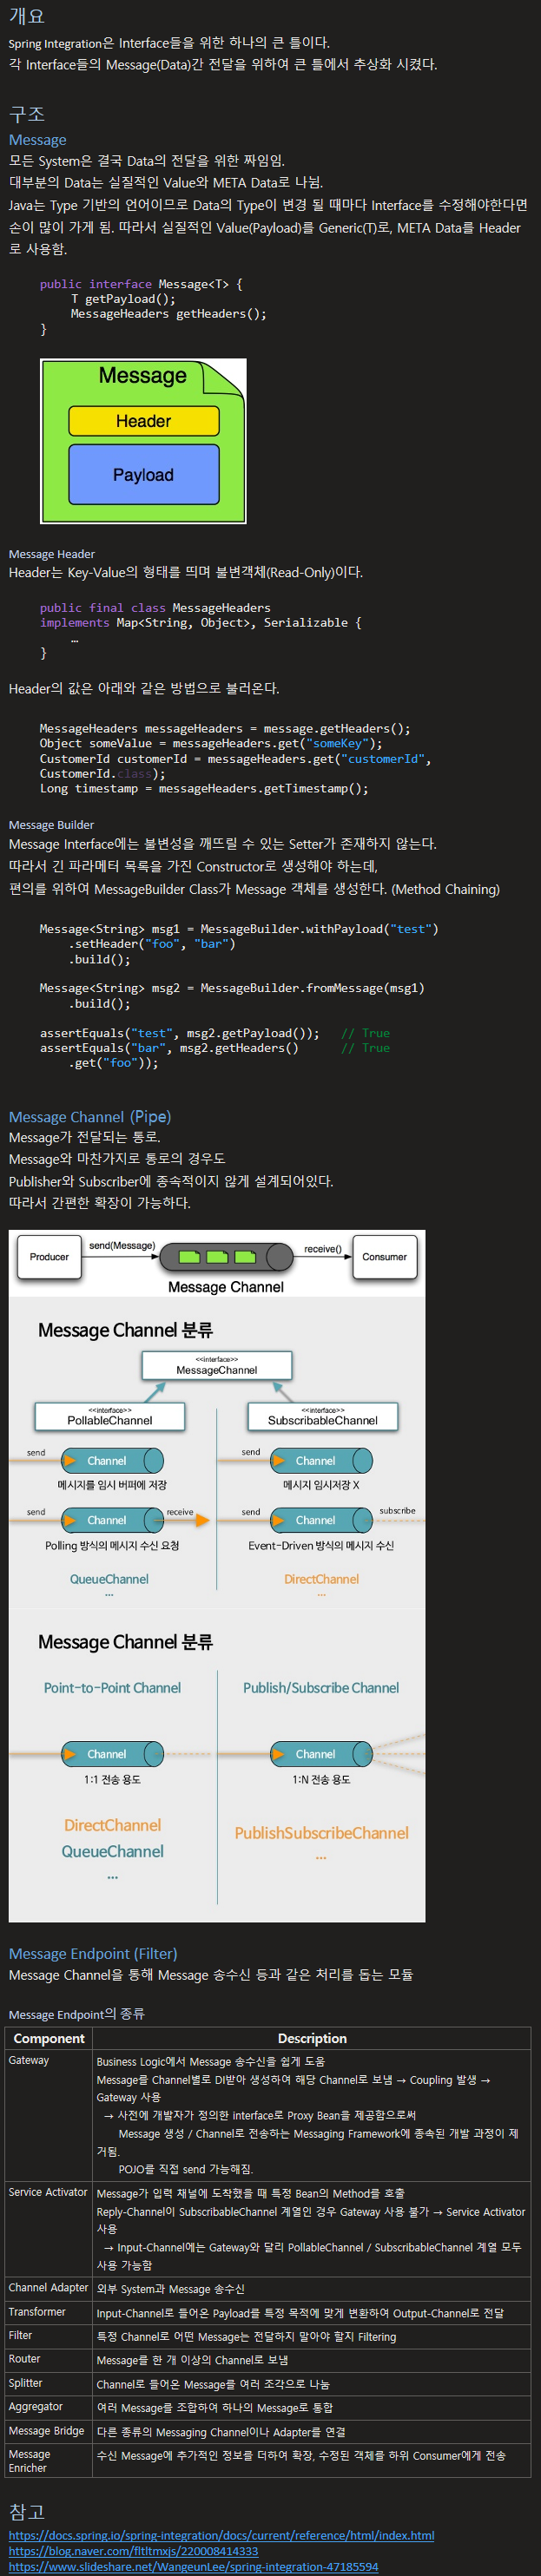 개요
Spring Integration은 Interface들을 위한 하나의 큰 틀이다.
각 Interface들의 Message(Data)간 전달을 위하여 큰 틀에서 추상화 시켰다.
구조
Message
모든 System은 결국 Data의 전달을 위한 짜임임.
대부분의 Data는 실질적인 Value와 META Data로 나뉨.
Java는 Type 기반의 언어이므로 Data의 Type이 변경 될 때마다 Interface를 수정해야한다면
손이 많이 가게 됨. 따라서 실질적인 Value(Payload)를 Generic(T)로, META Data를 Header
로 사용함.
public interface Message<T> {
T getPayload();
MessageHeaders getHeaders();
}
Message
Header
Payload
Message Header
Header는 Key-Value의 형태를 띄며 불변객체(Read-Only)이다.
public final class MessageHeaders
implements Map<String, Object>, Serializable {
…
}
Header의 값은 아래와 같은 방법으로 불러온다.
MessageHeaders messageHeaders = message.getHeaders();
Object someValue = messageHeaders.get("someKey");
CustomerId customerId = messageHeaders.get("customerId",
CustomerId.class);
Long timestamp = messageHeaders.getTimestamp();
Message Builder
Message Interface에는 불변성을 깨뜨릴 수 있는 Setter가 존재하지 않는다.
따라서 긴 파라메터 목록을 가진 Constructor로 생성해야 하는데,
편의를 위하여 MessageBuilder Class가 Message 객체를 생성한다. (Method Chaining)
Message<String> msg1 = MessageBuilder.withPayload("test")
.setHeader("foo", "bar")
.build();
Message<String> msg2 = MessageBuilder.fromMessage(msg1)
.build();
assertEquals("test", msg2.getPayload()); // True
assertEquals("bar", msg2.getHeaders() // True
.get("foo"));
Message Channel (Pipe)
Message가 전달되는 통로.
Message와 마찬가지로 통로의 경우도
Publisher와 Subscriber에 종속적이지 않게 설계되어있다.
따라서 간편한 확장이 가능하다.
Producer send(Message) receive() Consumer
Message Channel
Message Channel 분류
<<interface>>
MessageChannel
<<interface>> <<interface>>
PollableChannel SubscribableChannel
send Channel send Channel
메시지를 임시 버퍼에 저장 메시지 임시저장 X
send Channel receive send Channel subscribe
Polling 방식의 메시지 수신 요청 Event-Driven 방식의 메시지 수신
QueueChannel DirectChannel
... ...
Message Channel 분류
Point-to-Point Channel Publish/Subscribe Channel
Channel Channel
1:1 전송 용도 1:N 전송 용도
DirectChannel
PublishSubscribeChannel
QueueChannel
...
...
Message Endpoint (Filter)
Message Channel을 통해 Message 송수신 등과 같은 처리를 돕는 모듈
Message Endpoint의 종류
Component Description
Gateway Business Logic에서 Message 송수신을 쉽게 도움
Message를 Channel별로 DI받아 생성하여 해당 Channel로 보냄 → Coupling 발생 →
Gateway 사용
→ 사전에 개발자가 정의한 interface로 Proxy Bean을 제공함으로써
Message 생성 / Channel로 전송하는 Messaging Framework에 종속된 개발 과정이 제
거됨.
POJO를 직접 send 가능해짐.
Service Activator Message가 입력 채널에 도착했을 때 특정 Bean의 Method를 호출
Reply-Channel이 SubscribableChannel 계열인 경우 Gateway 사용 불가 → Service Activator
사용
→ Input-Channel에는 Gateway와 달리 PollableChannel / SubscribableChannel 계열 모두
사용 가능함
Channel Adapter 외부 System과 Message 송수신
Transformer Input-Channel로 들어온 Payload를 특정 목적에 맞게 변환하여 Output-Channel로 전달
Filter 특정 Channel로 어떤 Message는 전달하지 말아야 할지 Filtering
Router Message를 한 개 이상의 Channel로 보냄
Splitter Channel로 들어온 Message를 여러 조각으로 나눔
Aggregator 여러 Message를 조합하여 하나의 Message로 통합
Message Bridge 다른 종류의 Messaging Channel이나 Adapter를 연결
Message 수신 Message에 추가적인 정보를 더하여 확장, 수정된 객체를 하위 Consumer에게 전송
Enricher
참고
https://docs.spring.io/spring-integration/docs/current/reference/html/index.html
https://blog.naver.com/fltltmxjs/220008414333
https://www.slideshare.net/WangeunLee/spring-integration-47185594